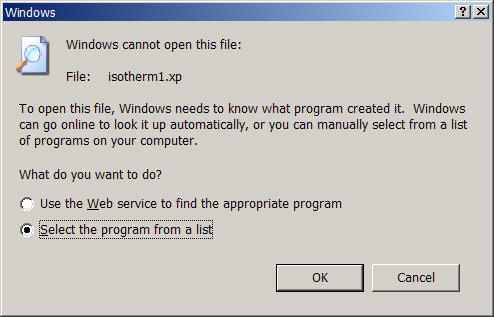 Windows
Windows cannot open this file:
File: isotherm1.xp
To open this file, Windows needs to know what program created it. Windows
can go online to look it up automatically, or you can manually select from a list
of programs on your computer.
What do you want to do?
Use the Web service to find the appropriate program
Select the program from a list
OK Cancel